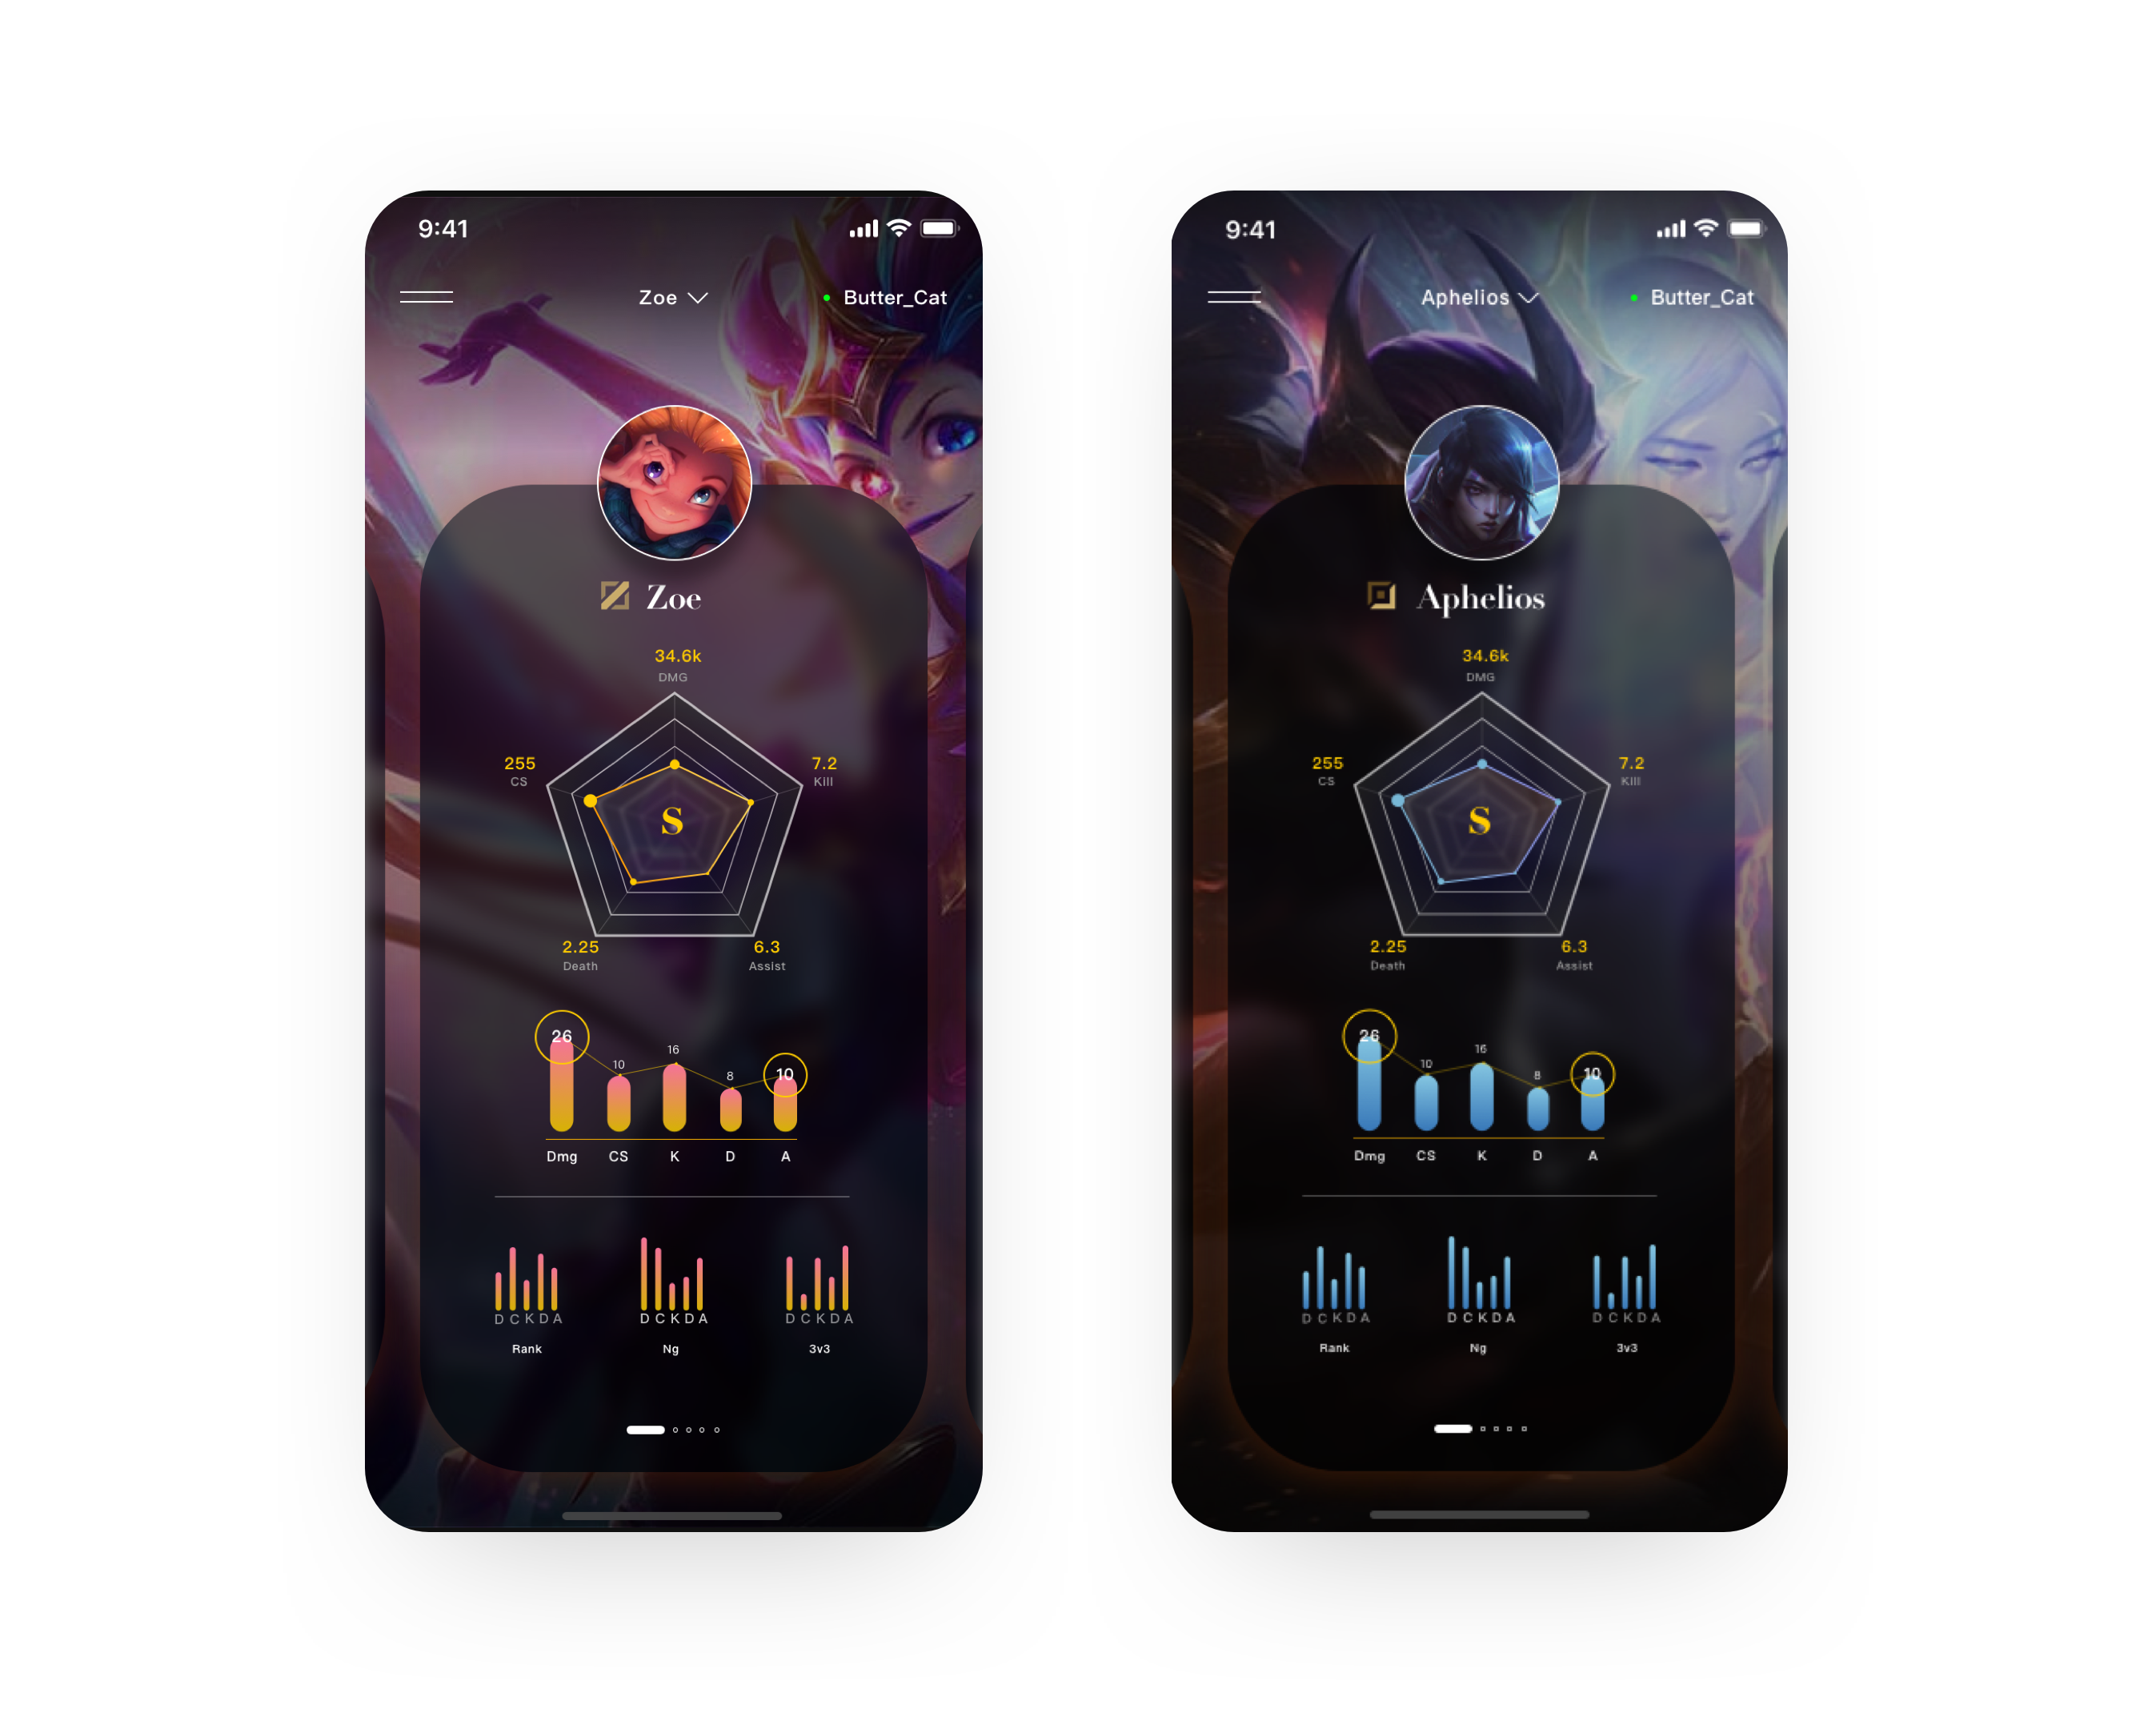 9:41
Zoe
Butter_Cat
Zoe
34.6k
DMG
255
CS
7.2
Kill
S
2.25
Death
6.3
Assist
26
10
16
8
10
Dmg CS K D A
D C K D A
D C K D A
D C K D A
Rank
Ng
3v3
9:41
Aphelios
Butter_Cat
Aphelios
34.6k
DMG
255
CS
7.2
Kill
S
2.25
Death
6.3
Assist
26
10
16
8
10
Dmg CS K D A
D C K D A
D C K D A
D C K D A
Rank
Ng
3v3